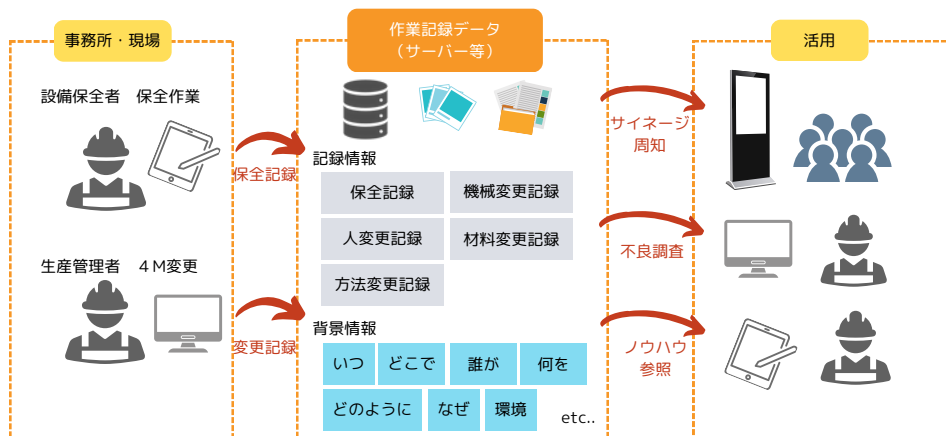 事務所・現場
設備保全者　保全作業
保全記録
生産管理者　４M変更
変更記録
作業記録データ
（サーバー等）
記録情報
保全記録
機械変更記録
人変更記録
材料変更記録
方法変更記録
背景情報
いつ
どこで
誰が
何を
どのように
なぜ
環境
etc..
活用
サイネージ
周知
不良調査
ノウハウ
参照